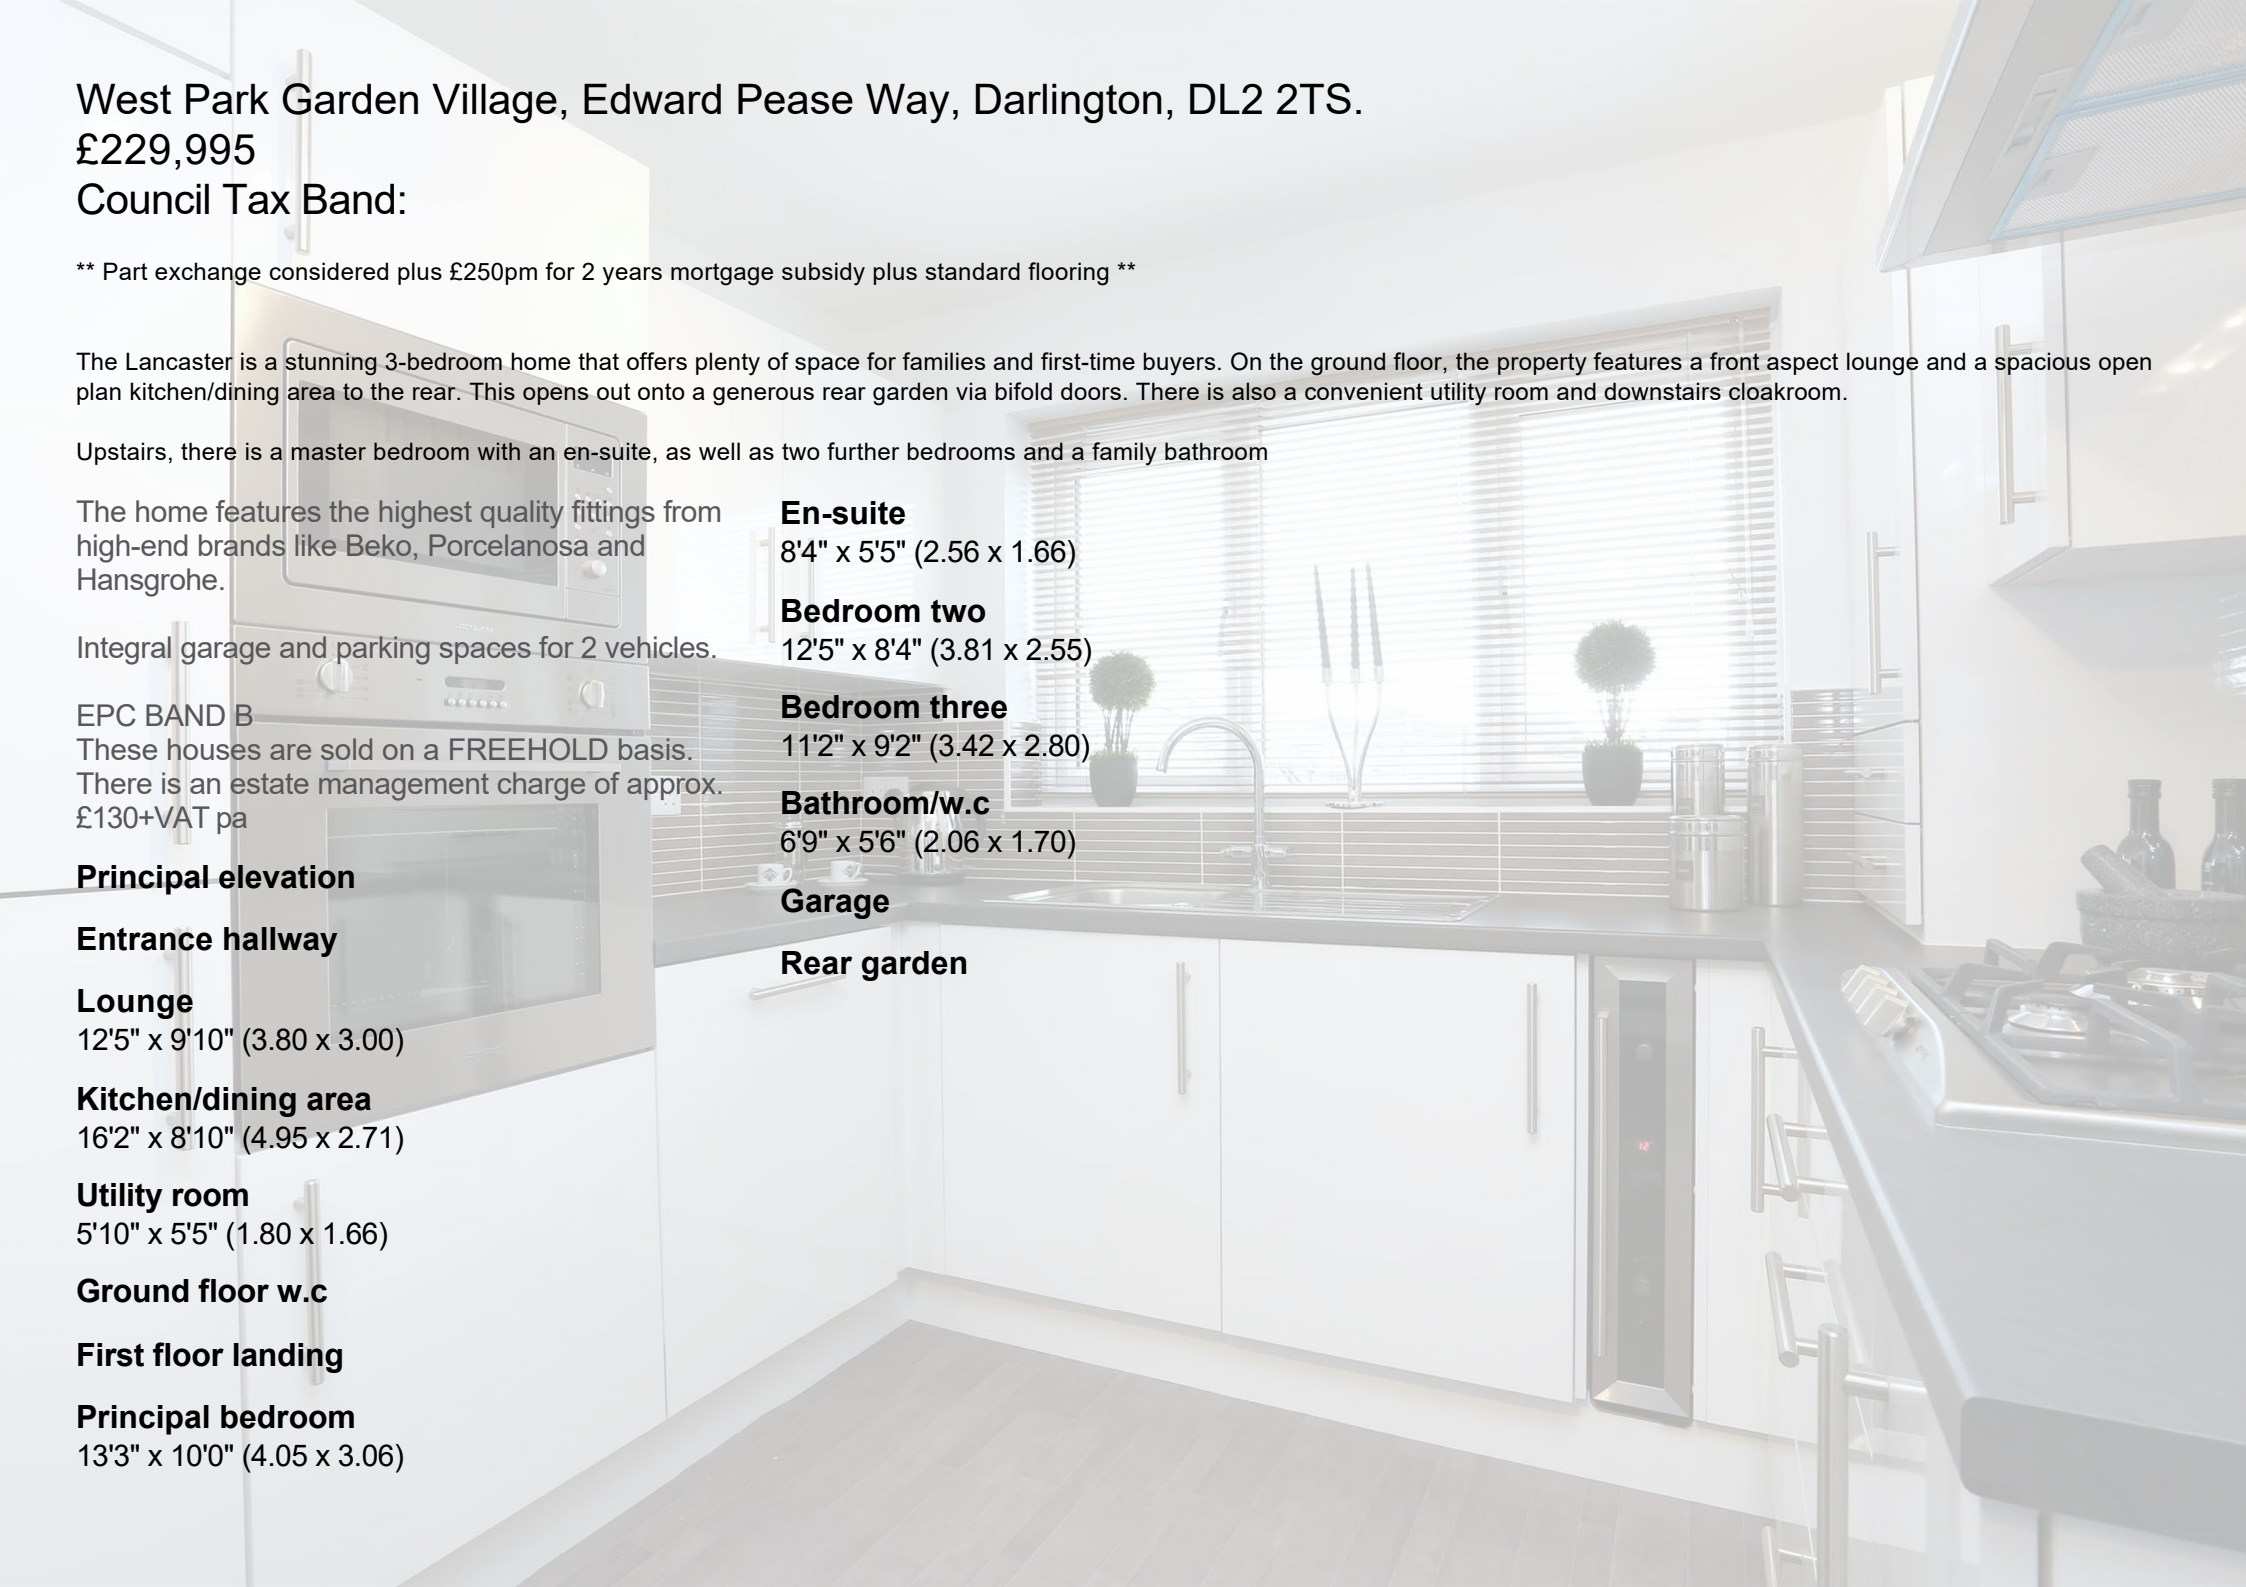 West Park Garden Village, Edward Pease Way, Darlington, DL2 2TS.
£229,995
Council Tax Band:
** Part exchange considered plus £250pm for 2 years mortgage subsidy plus standard flooring **
The Lancaster is a stunning 3-bedroom home that offers plenty of space for families and first-time buyers. On the ground floor, the property features a front aspect lounge and a spacious open
plan kitchen/dining area to the rear. This opens out onto a generous rear garden via bifold doors. There is also a convenient utility room and downstairs cloakroom.
Upstairs, there is a master bedroom with an en-suite, as well as two further bedrooms and a family bathroom
The home features the highest quality fittings from
high-end brands like Beko, Porcelanosa and
Hansgrohe.
Integral garage and parking spaces for 2 vehicles.
EPC BAND B
These houses are sold on a FREEHOLD basis.
There is an estate management charge of approx.
£130+VAT pa
Principal elevation
Entrance hallway
Lounge
12'5" x 9'10" (3.80 x 3.00)
Kitchen/dining area
16'2" x 8'10" (4.95 x 2.71)
Utility room
5'10" x 5'5" (1.80 x 1.66)
Ground floor w.c
First floor landing
Principal bedroom
13'3" x 10'0" (4.05 x 3.06)
En-suite
8'4" x 5'5" (2.56 x 1.66)
Bedroom two
12'5" x 8'4" (3.81 x 2.55)
Bedroom three
11'2" x 9'2" (3.42 x 2.80)
Bathroom/w.c
6'9" x 5'6" (2.06 x 1.70)
Garage
Rear garden
12°